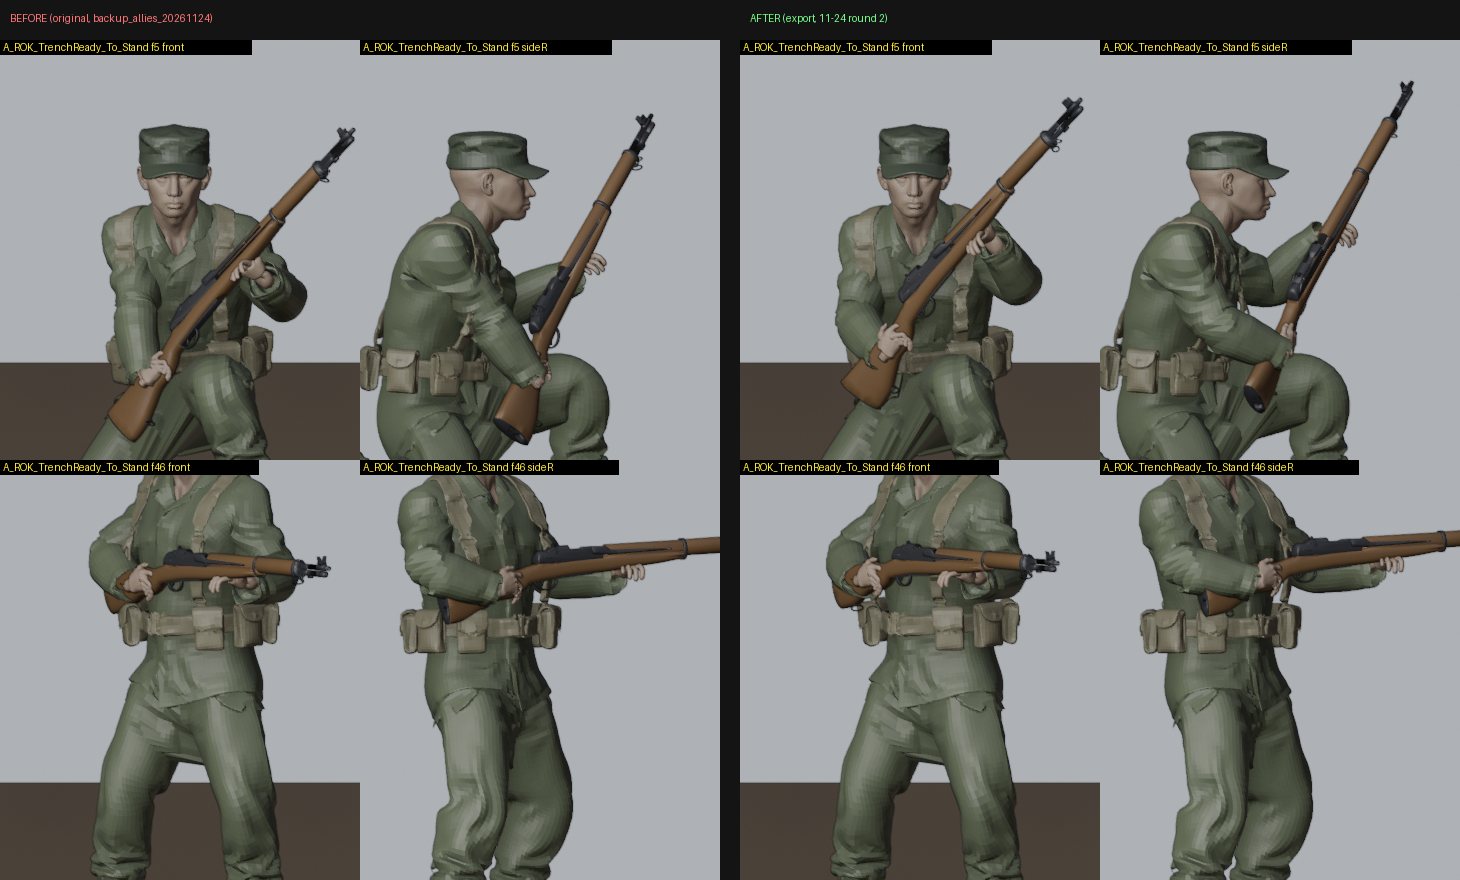 BEFORE (original, backup_allies_20261124)
AFTER (export, 11-24 round 2)
A_ROK_TrenchReady_To_Stand f5 front
A_ROK_TrenchReady_To_Stand f5 sideR
A_ROK_TrenchReady_To_Stand f5 front
A_ROK_TrenchReady_To_Stand f5 sideR
A_ROK_TrenchReady_To_Stand f46 front
A_ROK_TrenchReady_To_Stand f46 sideR
A_ROK_TrenchReady_To_Stand f46 front
A_ROK_TrenchReady_To_Stand f46 sideR